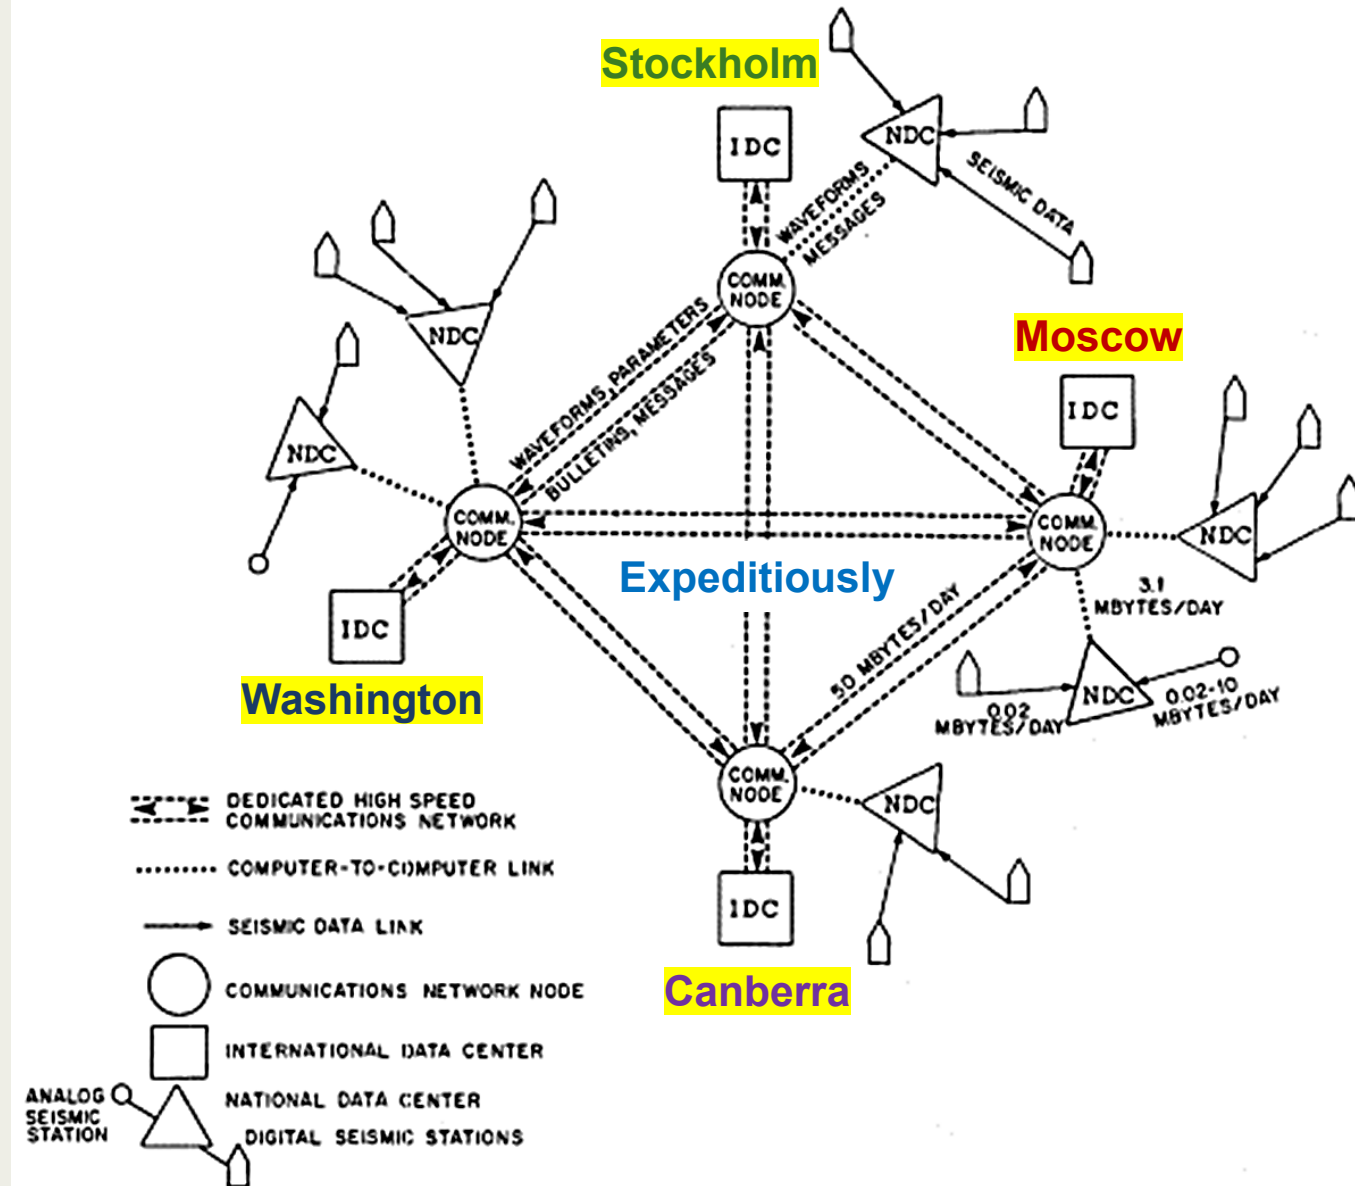 Stockholm
IDC
NDC
SEISMIC DATA
WAVEFORMS
MESSAGES
COMM.
NODE
Moscow
IDC
NDC
NDC
WAVEFORMS, PARAMETERS
BULLETINS, MESSAGES
NDC
COMM.
NODE
COMM.
NODE
NDC
Expeditiously
3.1
MBYTES/DAY
50 MBYTES/DAY
IDC
Washington
NDC
0.02
MBYTES/DAY
0.02-10
MBYTES/DAY
COMM.
NODE
NDC
IDC
Canberra
DEDICATED HIGH SPEED
COMMUNICATIONS NETWORK
COMPUTER-TO-COMPUTER LINK
SEISMIC DATA LINK
COMMUNICATIONS NETWORK NODE
INTERNATIONAL DATA CENTER
ANALOG
SEISMIC
STATION
NATIONAL DATA CENTER
DIGITAL SEISMIC STATIONS